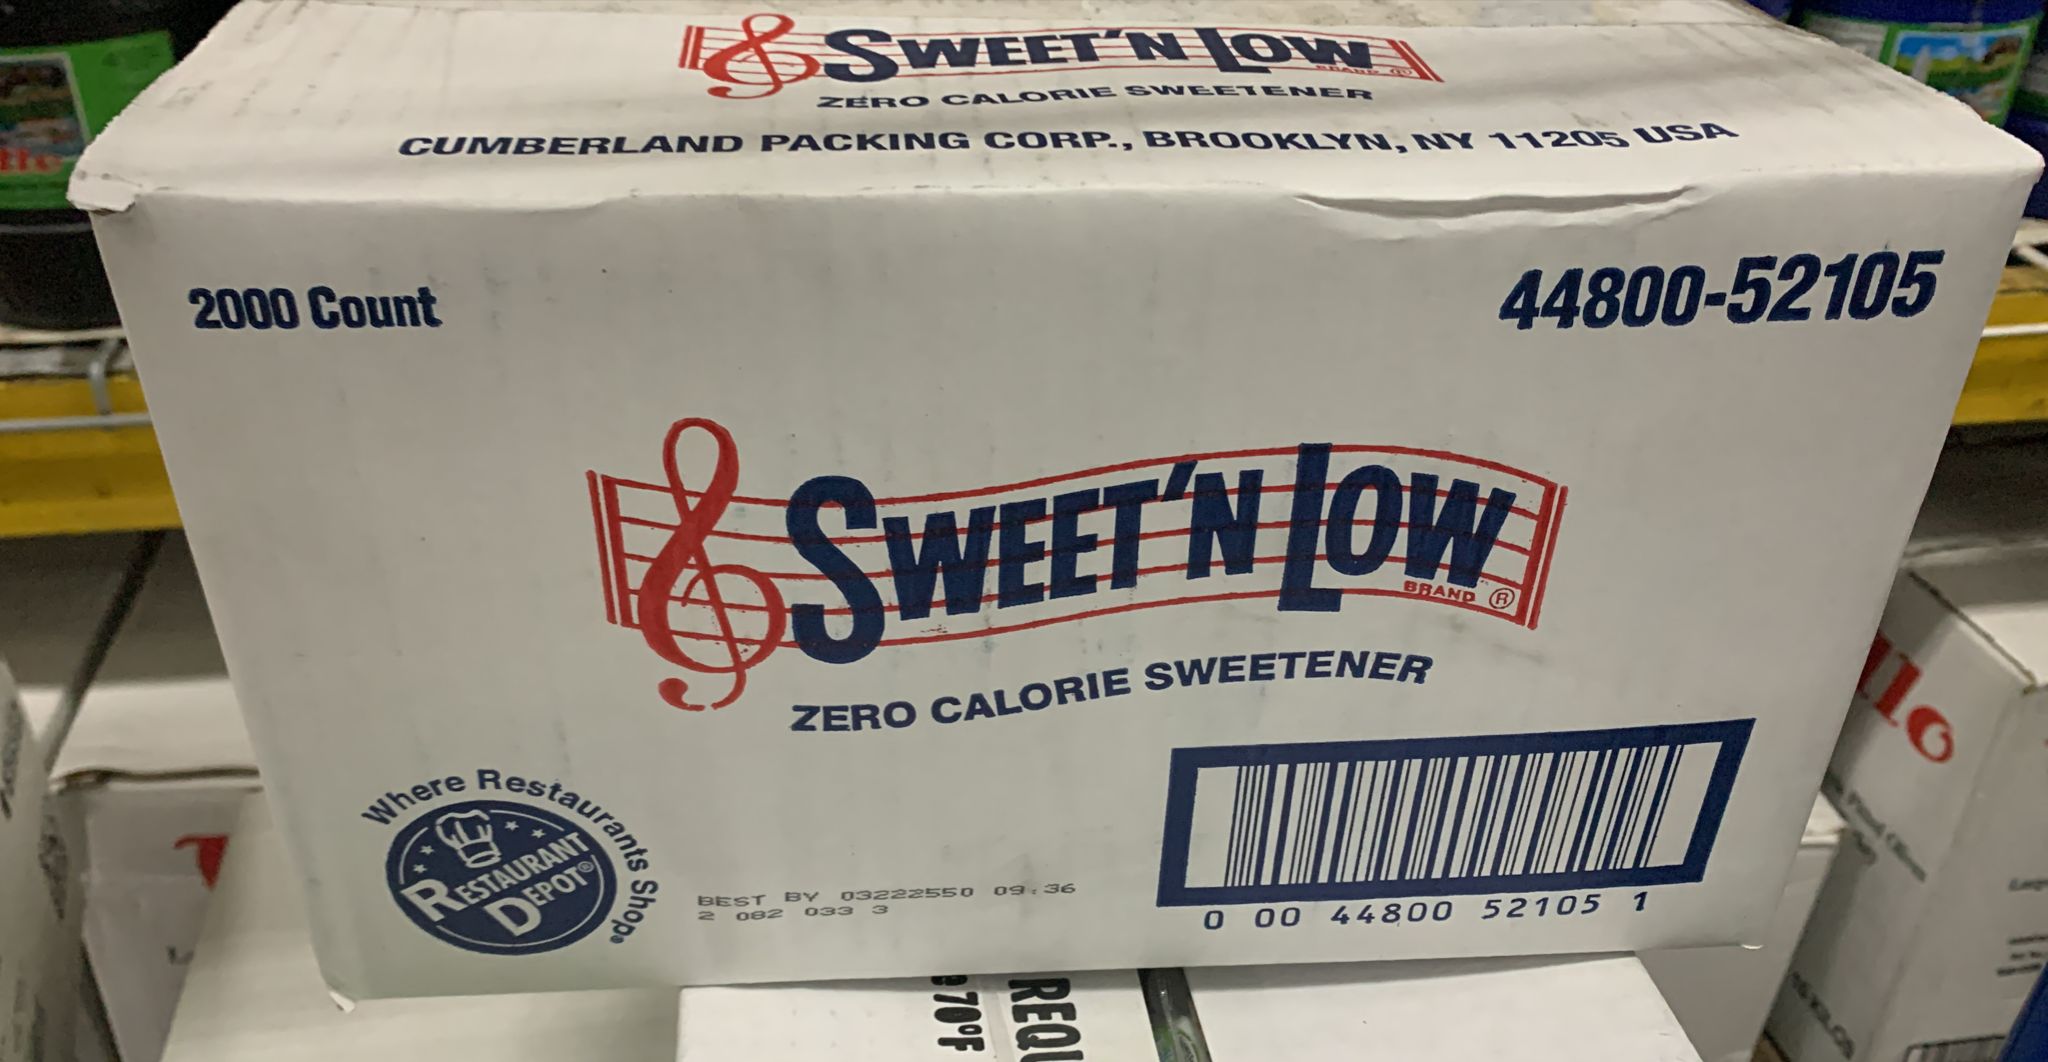 SWEET'N LOW
BRAND ®
ZERO CALORIE SWEETENER
CUMBERLAND PACKING CORP., BROOKLYN, NY 11205 USA
2000 Count
44800-52105
SWEET'N LOW
BRAND ®
ZERO CALORIE SWEETENER
Where Restaurants Shop®
RESTAURANT
DEPOT®
BEST BY 03222550 09:36
2 082 033 3
0 00 44800 52105 1
70°F